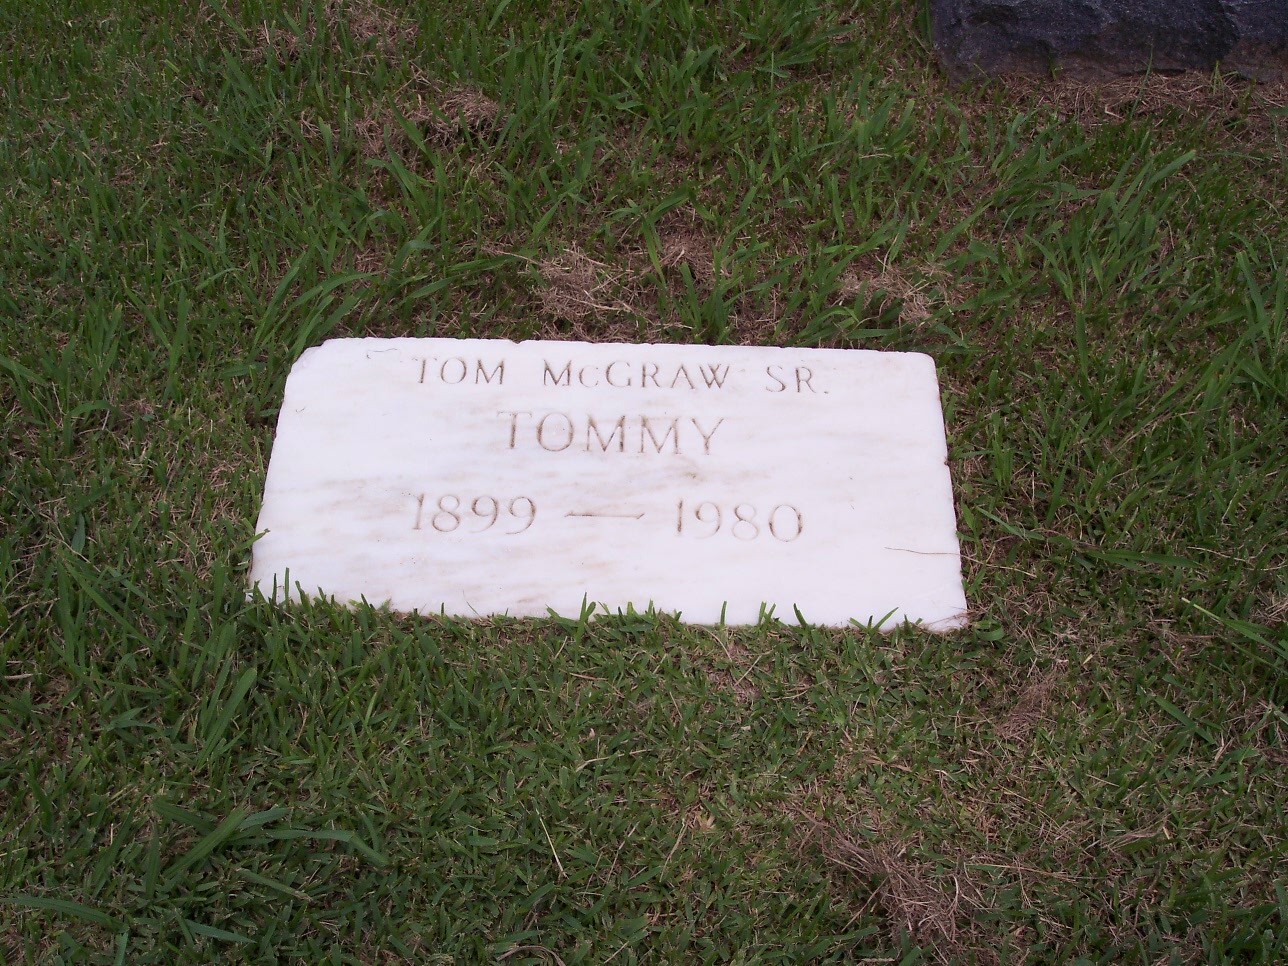 TOM McGRAW SR.
TOMMY
1899 — 1980